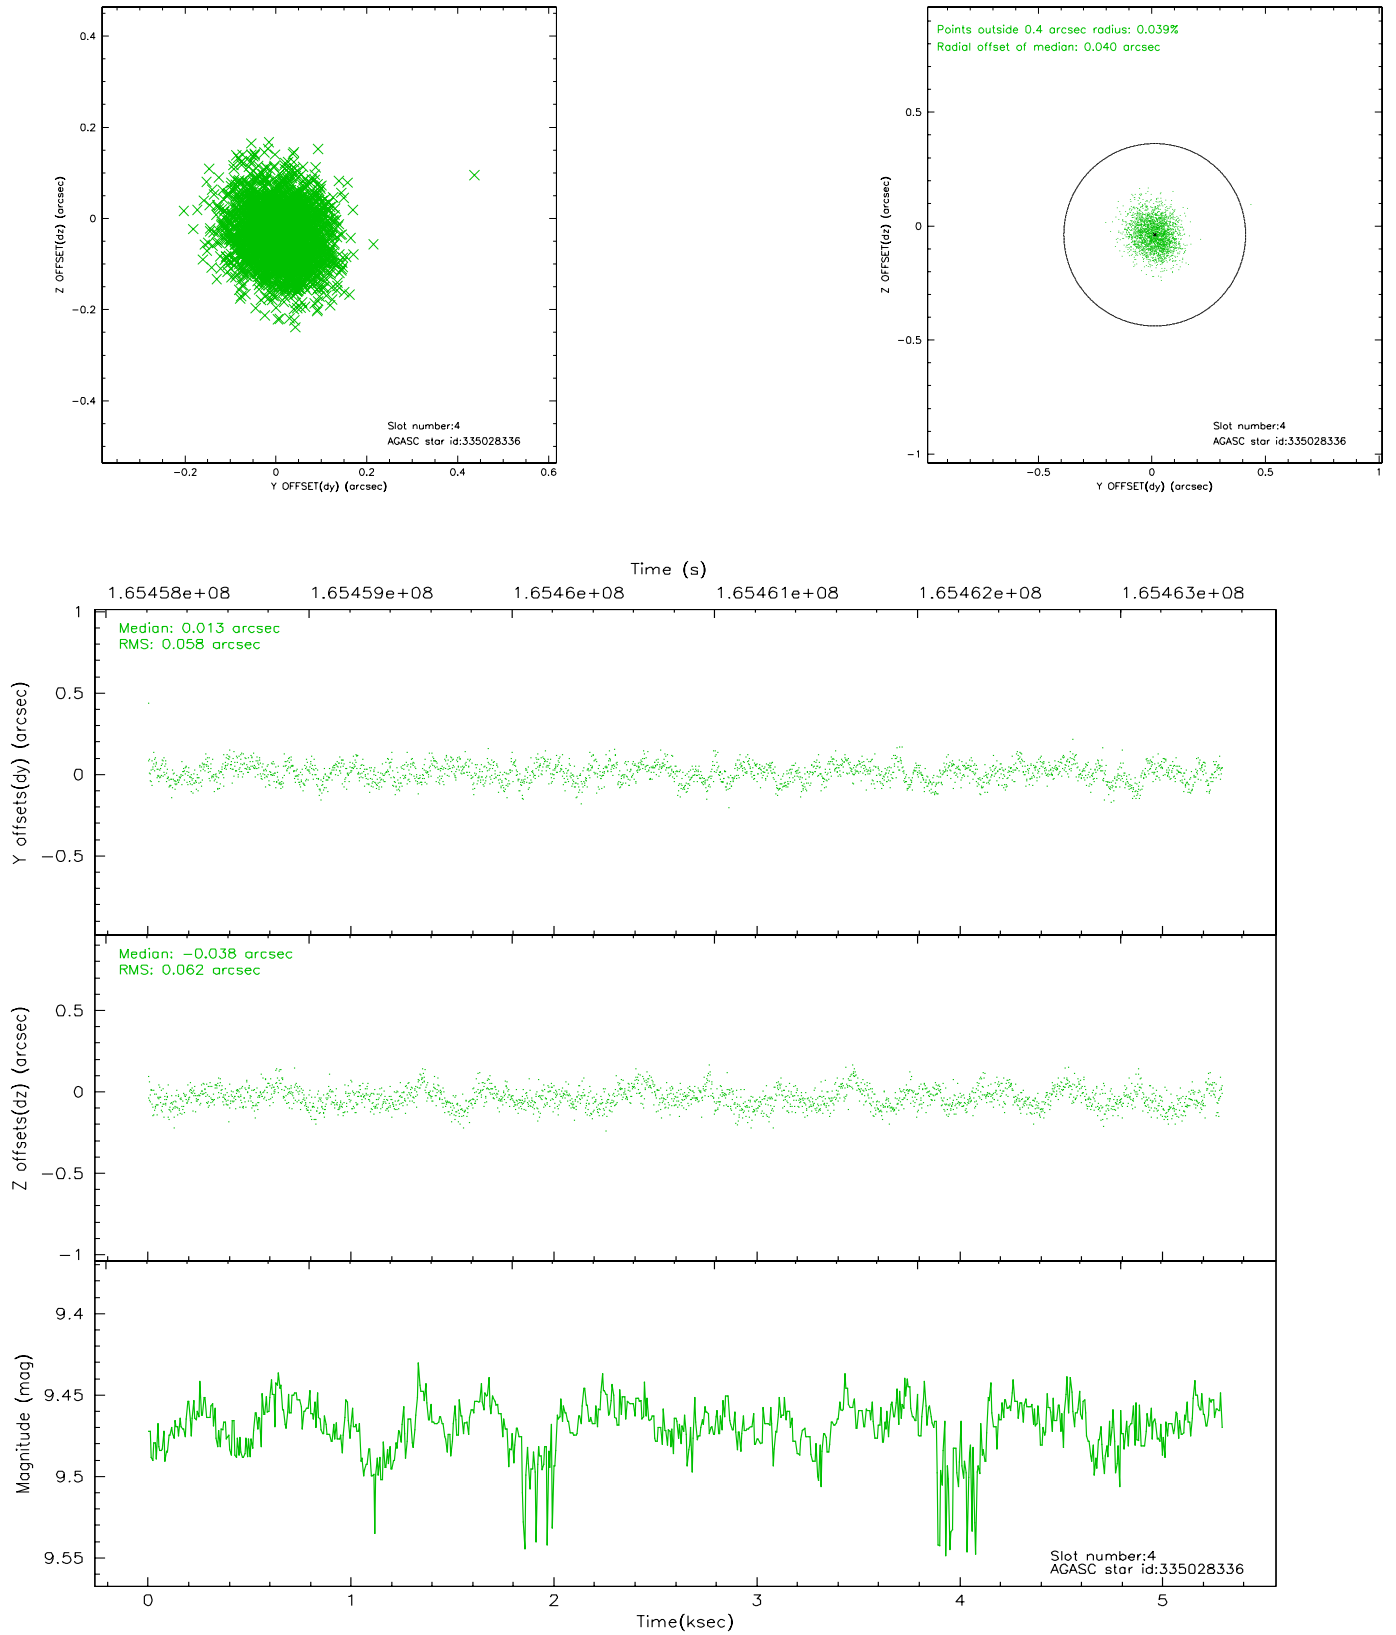 0.4
0.2
0
−0.2
−0.4
Z OFFSET(dz) (arcsec)
Slot number:4
AGASC star id:335028336
−0.2 0 0.2 0.4 0.6
Y OFFSET(dy) (arcsec)
Points outside 0.4 arcsec radius: 0.039%
Radial offset of median: 0.040 arcsec
0.5
0
−0.5
−1
Z OFFSET(dz) (arcsec)
Slot number:4
AGASC star id:335028336
−0.5 0 0.5 1
Y OFFSET(dy) (arcsec)
Time (s)
1.65458e+08 1.65459e+08 1.6546e+08 1.65461e+08 1.65462e+08 1.65463e+08
Median: 0.013 arcsec
RMS: 0.058 arcsec
1
0.5
0
−0.5
Y offsets(dy) (arcsec)
Median: −0.038 arcsec
RMS: 0.062 arcsec
0.5
0
−0.5
−1
Z offsets(dz) (arcsec)
9.4
9.45
9.5
9.55
Magnitude (mag)
Slot number:4
AGASC star id:335028336
0 1 2 3 4 5
Time(ksec)